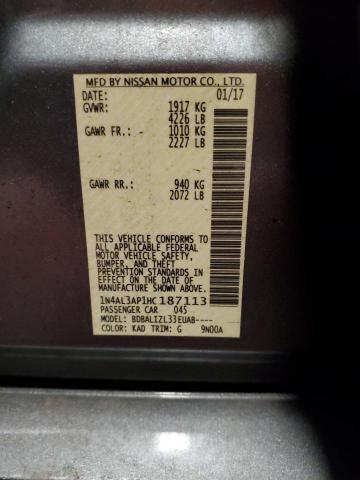 MFD BY NISSAN MOTOR CO., LTD.
DATE: 01/17
GVWR: 1917 KG
4226 LB
GAWR FR.: 1010 KG
2227 LB
GAWR RR.: 940 KG
2072 LB
THIS VEHICLE CONFORMS
TO ALL APPLICABLE FEDERAL
MOTOR VEHICLE SAFETY,
BUMPER, AND THEFT
PREVENTION STANDARDS IN
EFFECT ON THE DATE OF
MANUFACTURE SHOWN ABOVE.
1N4AL3AP1HC187113
PASSENGER CAR 045
MODEL: BDBALIZL33EUAB----
COLOR: KAD TRIM: G 9N00A